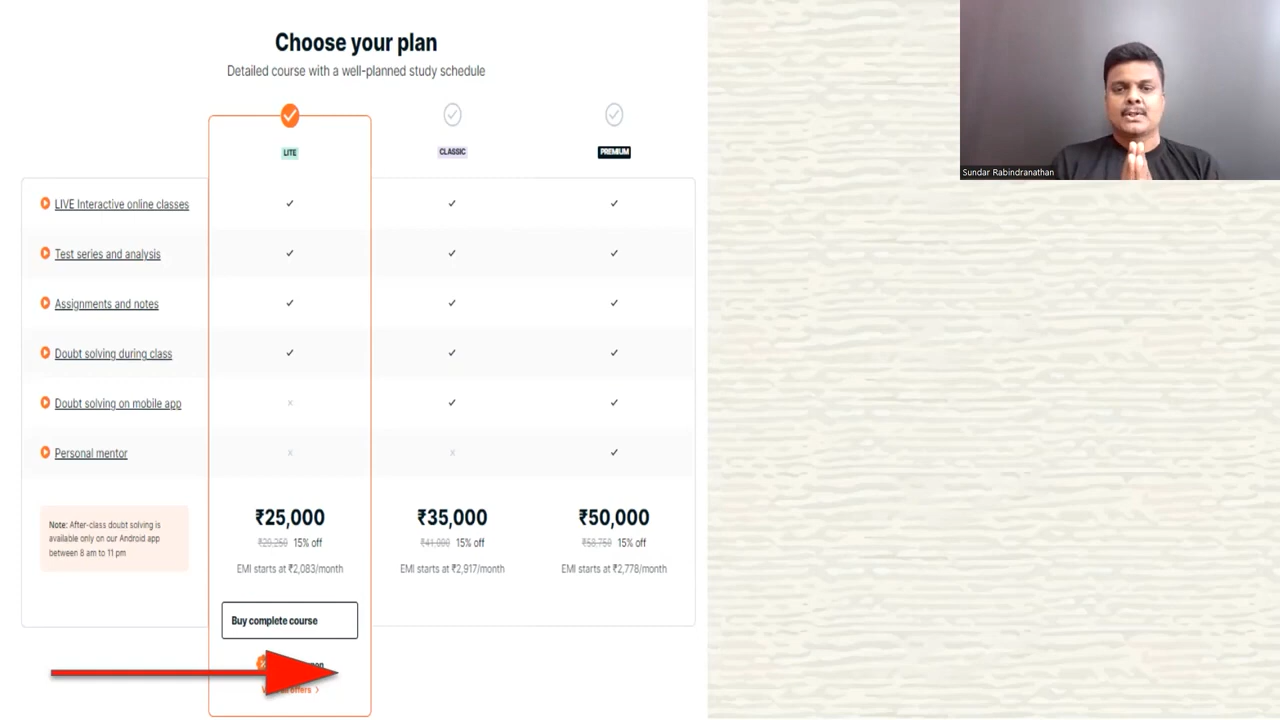 Choose your plan
Detailed course with a well-planned study schedule
LITE CLASSIC PREMIUM
LIVE Interactive online classes
Test series and analysis
Assignments and notes
Doubt solving during class
Doubt solving on mobile app
Personal mentor
Note: After-class doubt solving is
available only on our Android app
between 8 am to 11 pm
₹25,000 ₹35,000 ₹50,000
15% off 15% off ₹58,750 15% off
EMI starts at ₹2,083/month EMI starts at ₹2,917/month EMI starts at ₹2,778/month
Buy complete course
offers
Sundar Rabindranathan